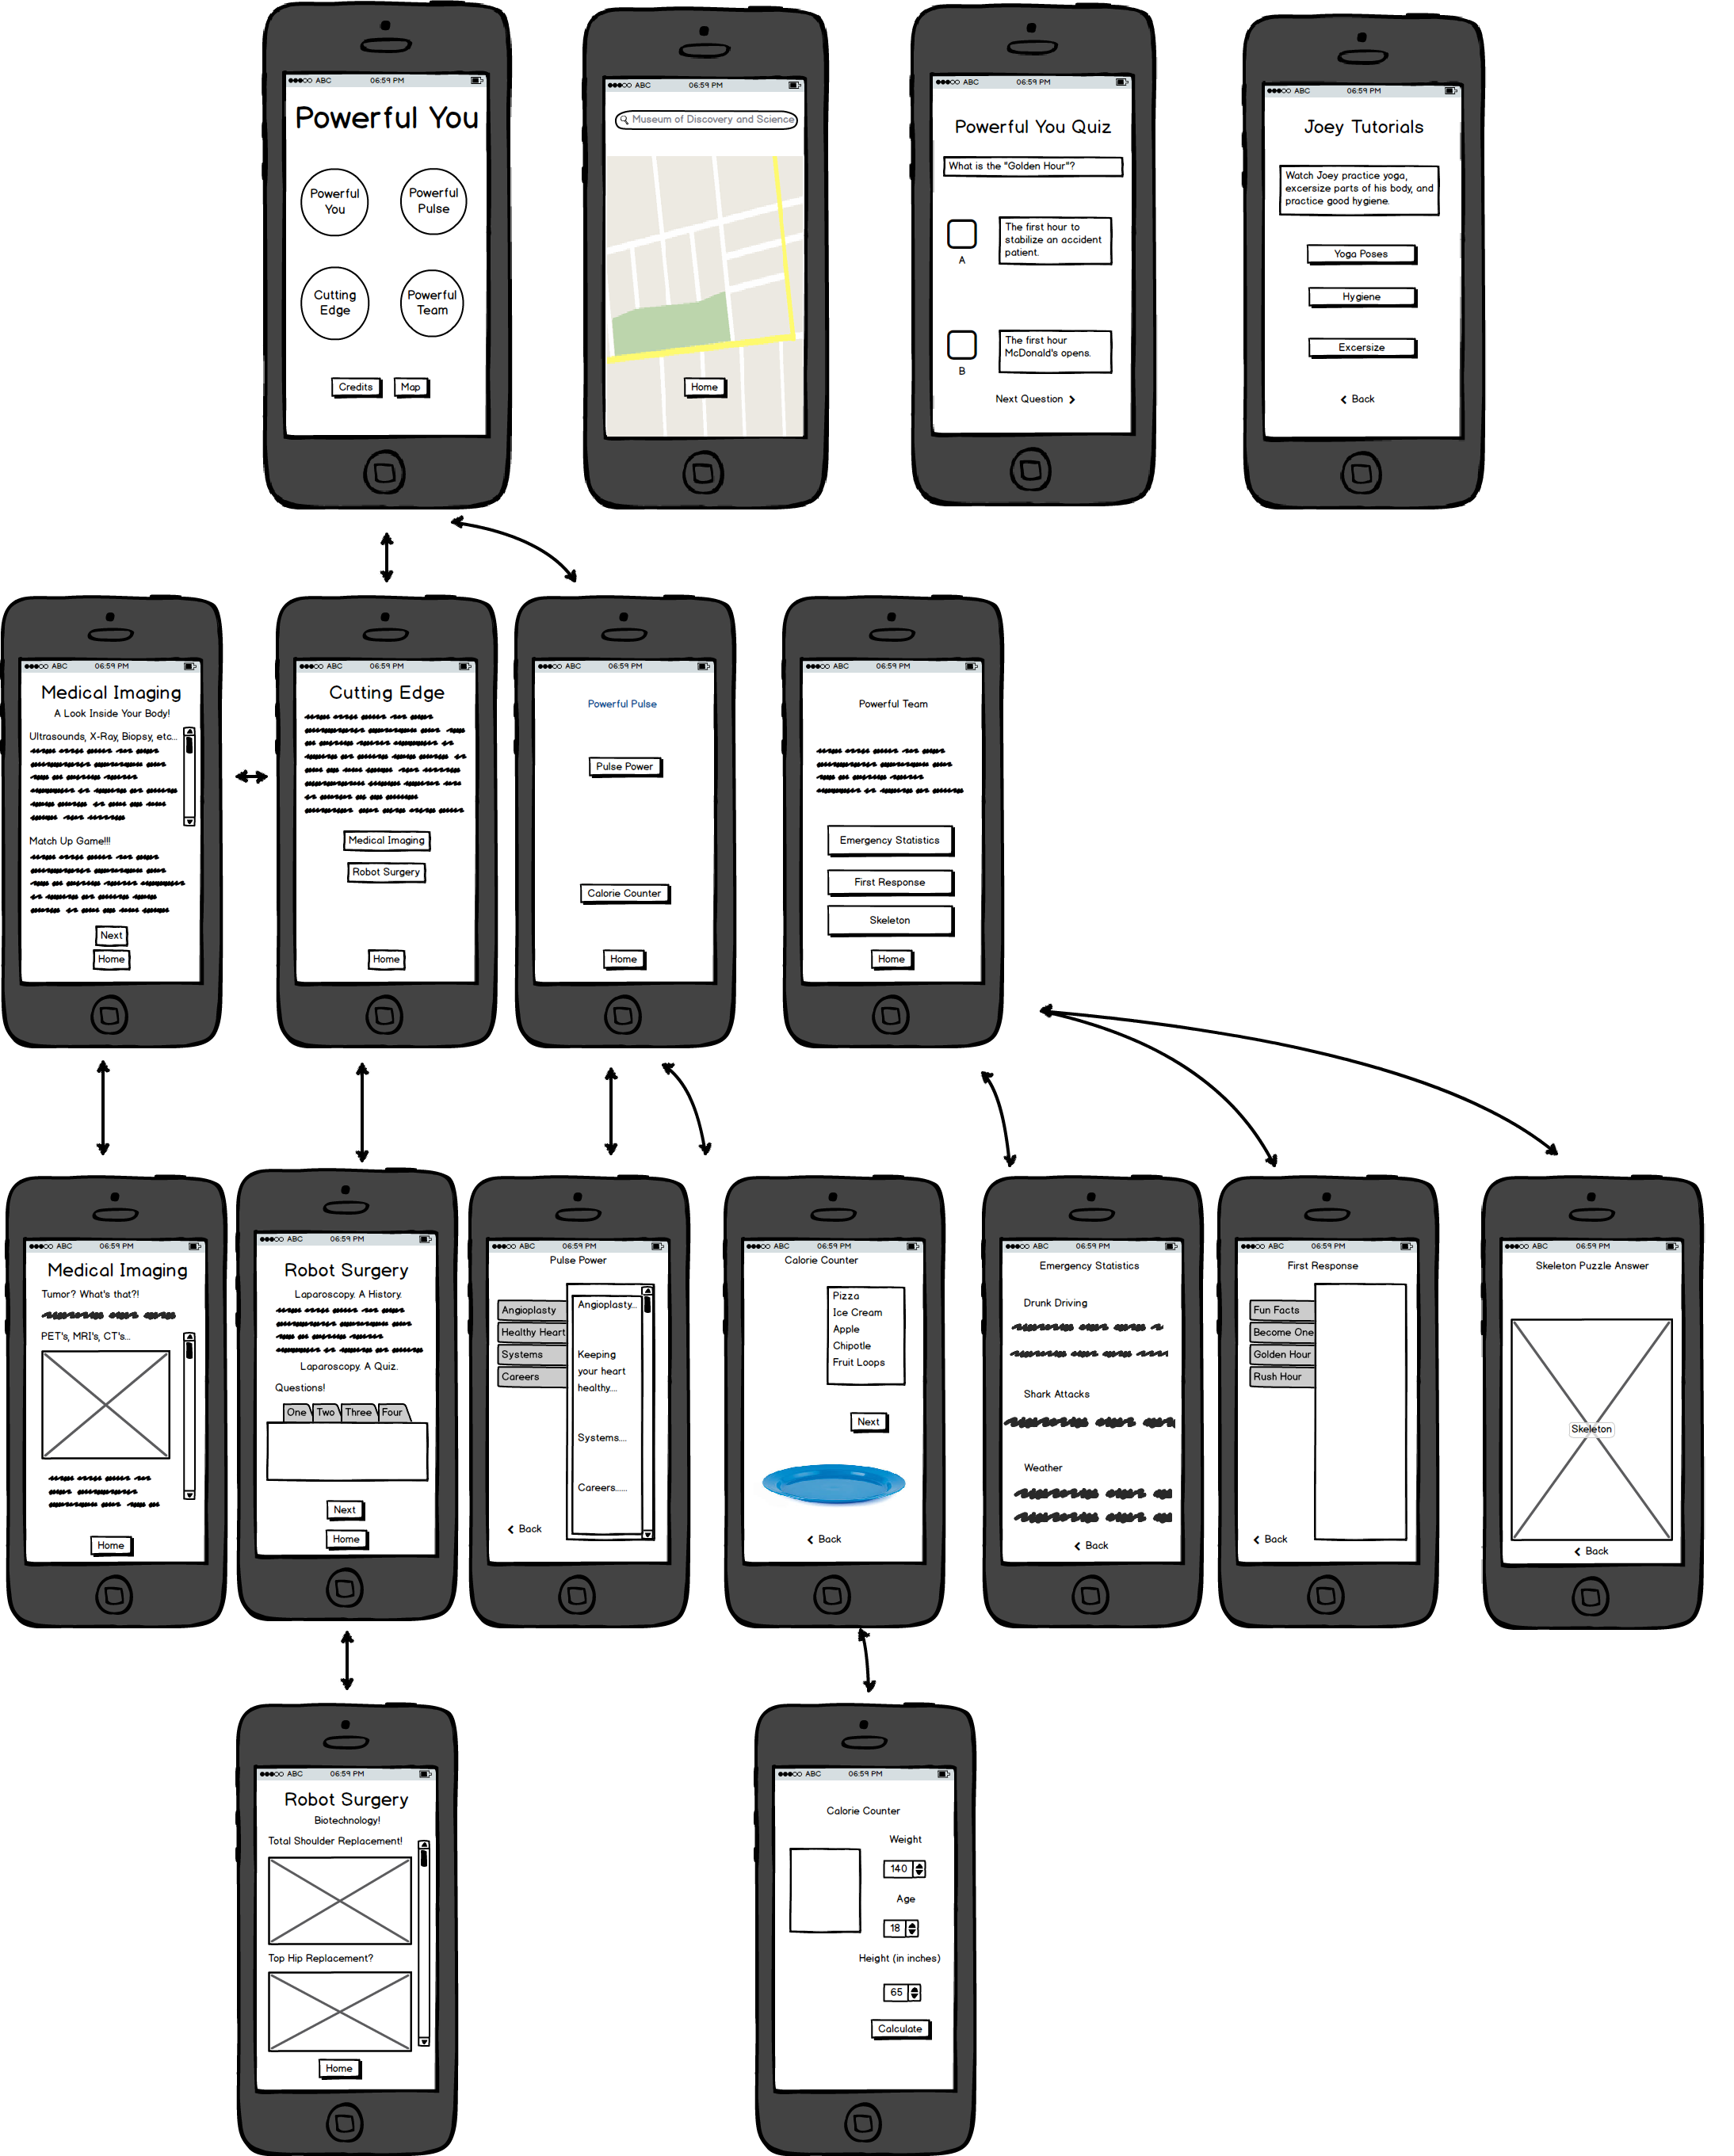 ABC 06:59 PM
Powerful You
Powerful
You
Powerful
Pulse
Cutting
Edge
Powerful
Team
Credits Map
ABC 06:59 PM
Museum of Discovery and Science
Home
ABC 06:59 PM
Powerful You Quiz
What is the "Golden Hour"?
A
The first hour to
stabilize an accident
patient.
B
The first hour
McDonald's opens.
Next Question
ABC 06:59 PM
Joey Tutorials
Watch Joey practice yoga,
excersize parts of his body, and
practice good hygiene.
Yoga Poses
Hygiene
Excersize
Back
ABC 06:59 PM
Medical Imaging
A Look Inside Your Body!
Ultrasounds, X-Ray, Biopsy, etc...
Match Up Game!!!
Next
Home
ABC 06:59 PM
Cutting Edge
Medical Imaging
Robot Surgery
Home
ABC 06:59 PM
Powerful Pulse
Pulse Power
Calorie Counter
Home
ABC 06:59 PM
Powerful Team
Emergency Statistics
First Response
Skeleton
Home
ABC 06:59 PM
Medical Imaging
Tumor? What's that?!
PET's, MRI's, CT's...
Home
ABC 06:59 PM
Robot Surgery
Laparoscopy. A History.
Laparoscopy. A Quiz.
Questions!
One Two Three Four
Next
Home
ABC 06:59 PM
Pulse Power
Angioplasty
Healthy Heart
Systems
Careers
Angioplasty...
Keeping
your heart
healthy....
Systems....
Careers......
Back
ABC 06:59 PM
Calorie Counter
Pizza
Ice Cream
Apple
Chipotle
Fruit Loops
Next
Back
ABC 06:59 PM
Emergency Statistics
Drunk Driving
Shark Attacks
Weather
Back
ABC 06:59 PM
First Response
Fun Facts
Become One
Golden Hour
Rush Hour
Back
ABC 06:59 PM
Skeleton Puzzle Answer
Skeleton
Back
ABC 06:59 PM
Robot Surgery
Biotechnology!
Total Shoulder Replacement!
Top Hip Replacement?
Home
ABC 06:59 PM
Calorie Counter
Weight
140
Age
18
Height (in inches)
65
Calculate